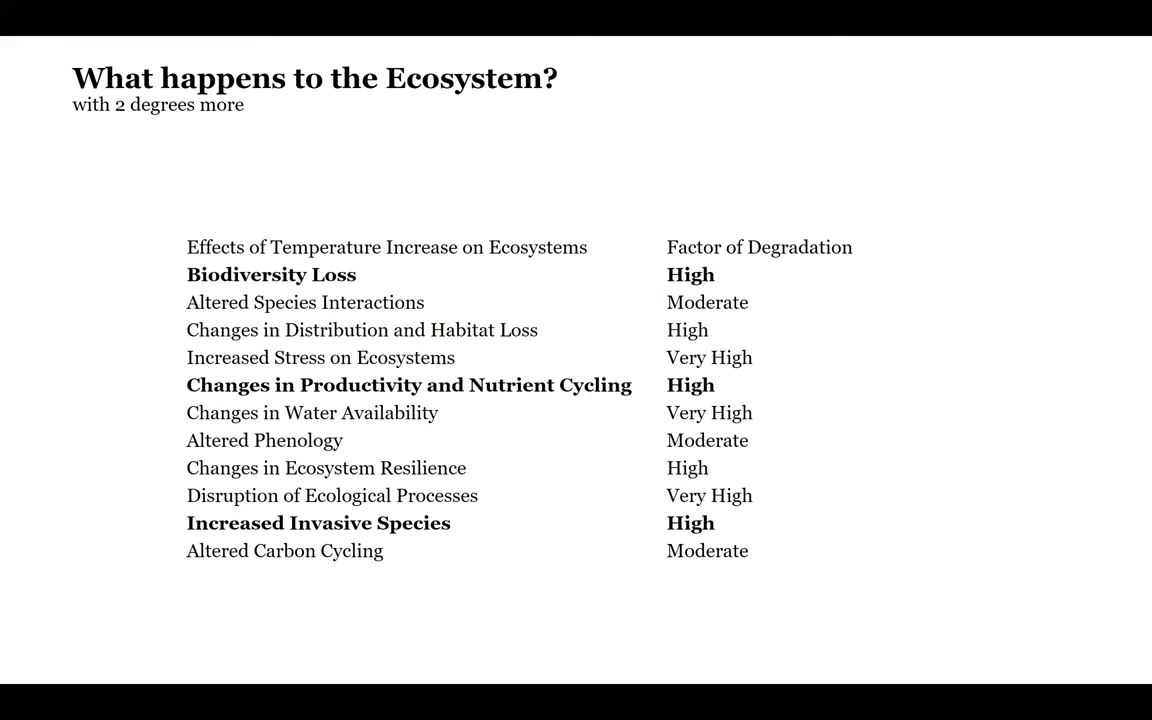 What happens to the Ecosystem?
with 2 degrees more
Effects of Temperature Increase on Ecosystems Factor of Degradation
Biodiversity Loss High
Altered Species Interactions Moderate
Changes in Distribution and Habitat Loss High
Increased Stress on Ecosystems Very High
Changes in Productivity and Nutrient Cycling High
Changes in Water Availability Very High
Altered Phenology Moderate
Changes in Ecosystem Resilience High
Disruption of Ecological Processes Very High
Increased Invasive Species High
Altered Carbon Cycling Moderate